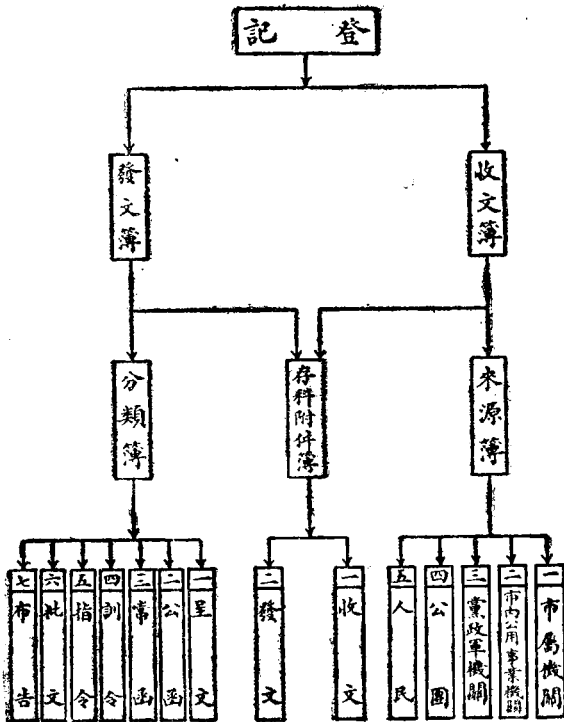 登記
收文簿
發文簿
來源簿
存科附件簿
分類簿
一 市屬機關
二 市内公用事業機關
三 黨政軍機關
四 公團
五 人民
一 收文
二 發文
一 呈文
二 公函
三 常函
四 訓令
五 指令
六 批文
七 布告